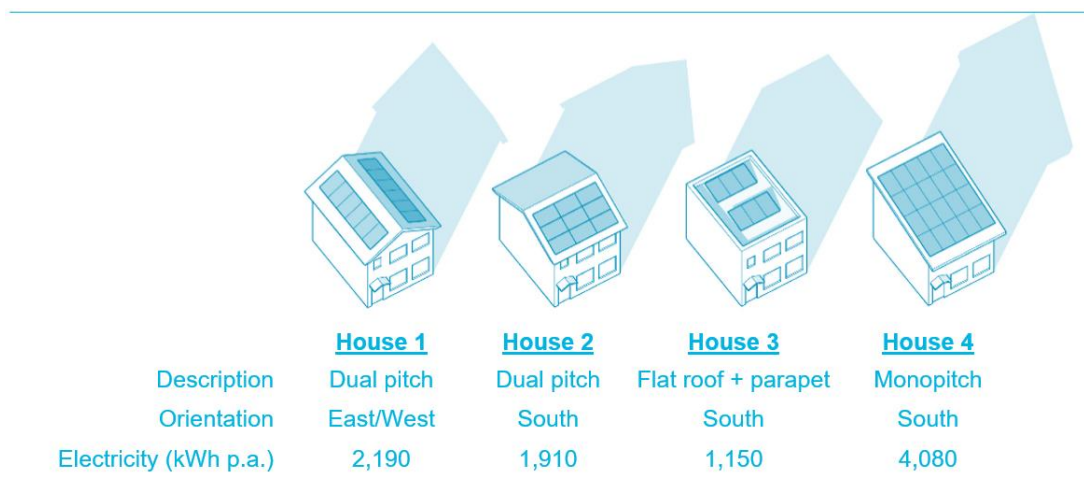 House 1 House 2 House 3 House 4
Description Dual pitch Dual pitch Flat roof + parapet Monopitch
Orientation East/West South South South
Electricity (kWh p.a.) 2,190 1,910 1,150 4,080